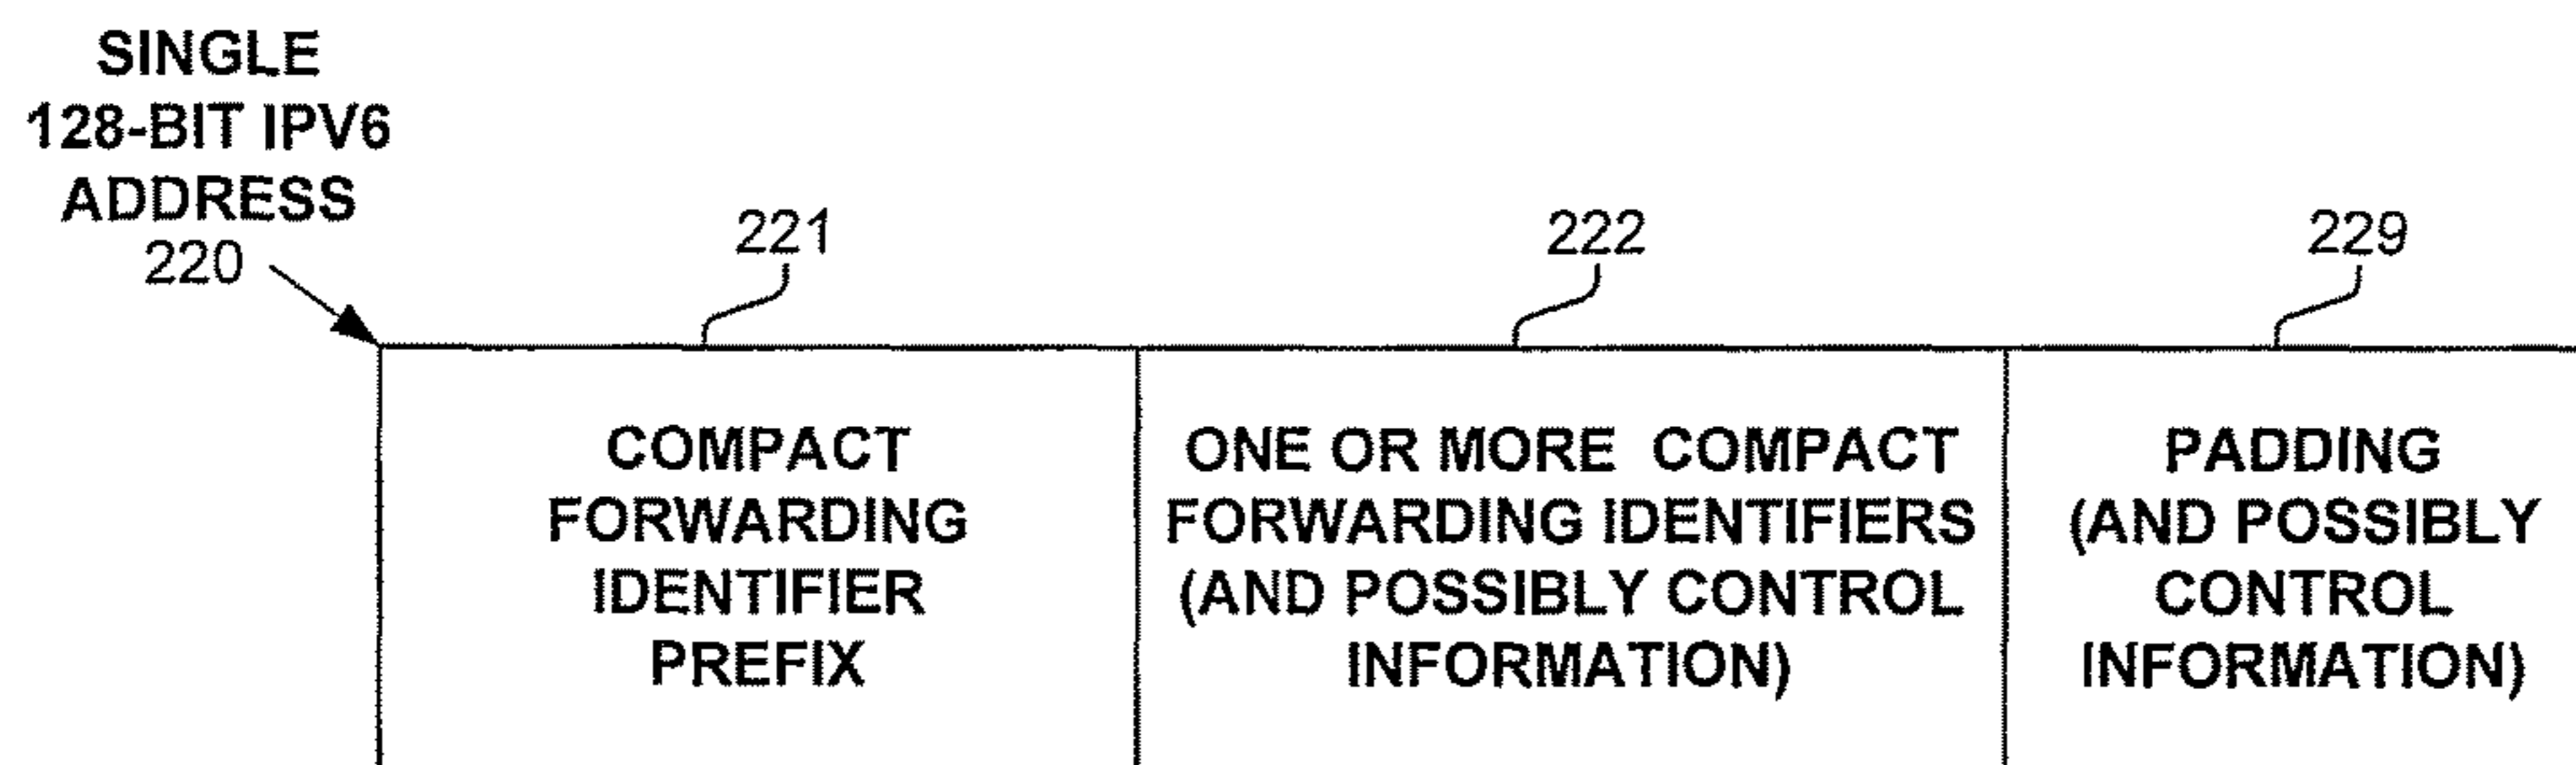 SINGLE
128-BIT IPV6
ADDRESS
220
221
222
229
COMPACT
FORWARDING
IDENTIFIER
PREFIX
ONE OR MORE COMPACT
FORWARDING IDENTIFIERS
(AND POSSIBLY CONTROL
INFORMATION)
PADDING
(AND POSSIBLY
CONTROL
INFORMATION)